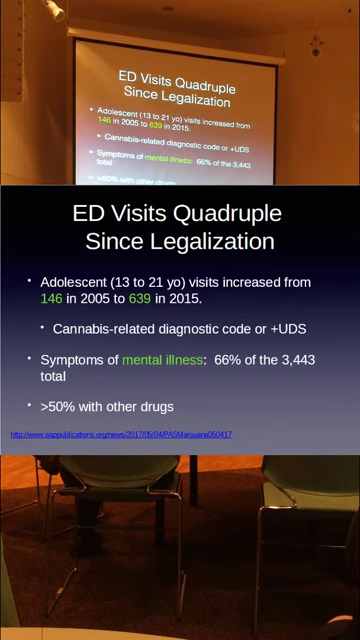 ED Visits Quadruple
Since Legalization
• Adolescent (13 to 21 yo) visits increased from
146 in 2005 to 639 in 2015.
• Cannabis-related diagnostic code or +UDS
Symptoms of mental illness: 66% of the 3,443
total
• >50% with other drugs
ED Visits Quadruple
Since Legalization
• Adolescent (13 to 21 yo) visits increased from
146 in 2005 to 639 in 2015.
• Cannabis-related diagnostic code or +UDS
• Symptoms of mental illness: 66% of the 3,443
total
• >50% with other drugs
http://www.aappublications.org/news/2017/05/04/PASMarijuana050417